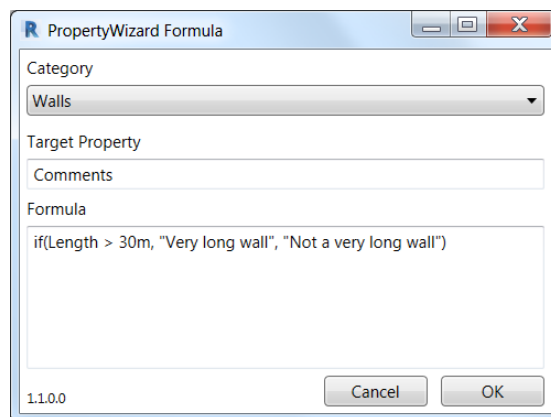 PropertyWizard Formula
Category
Walls
Target Property
Comments
Formula
if(Length > 30m, "Very long wall", "Not a very long wall")
1.1.0.0
Cancel
OK